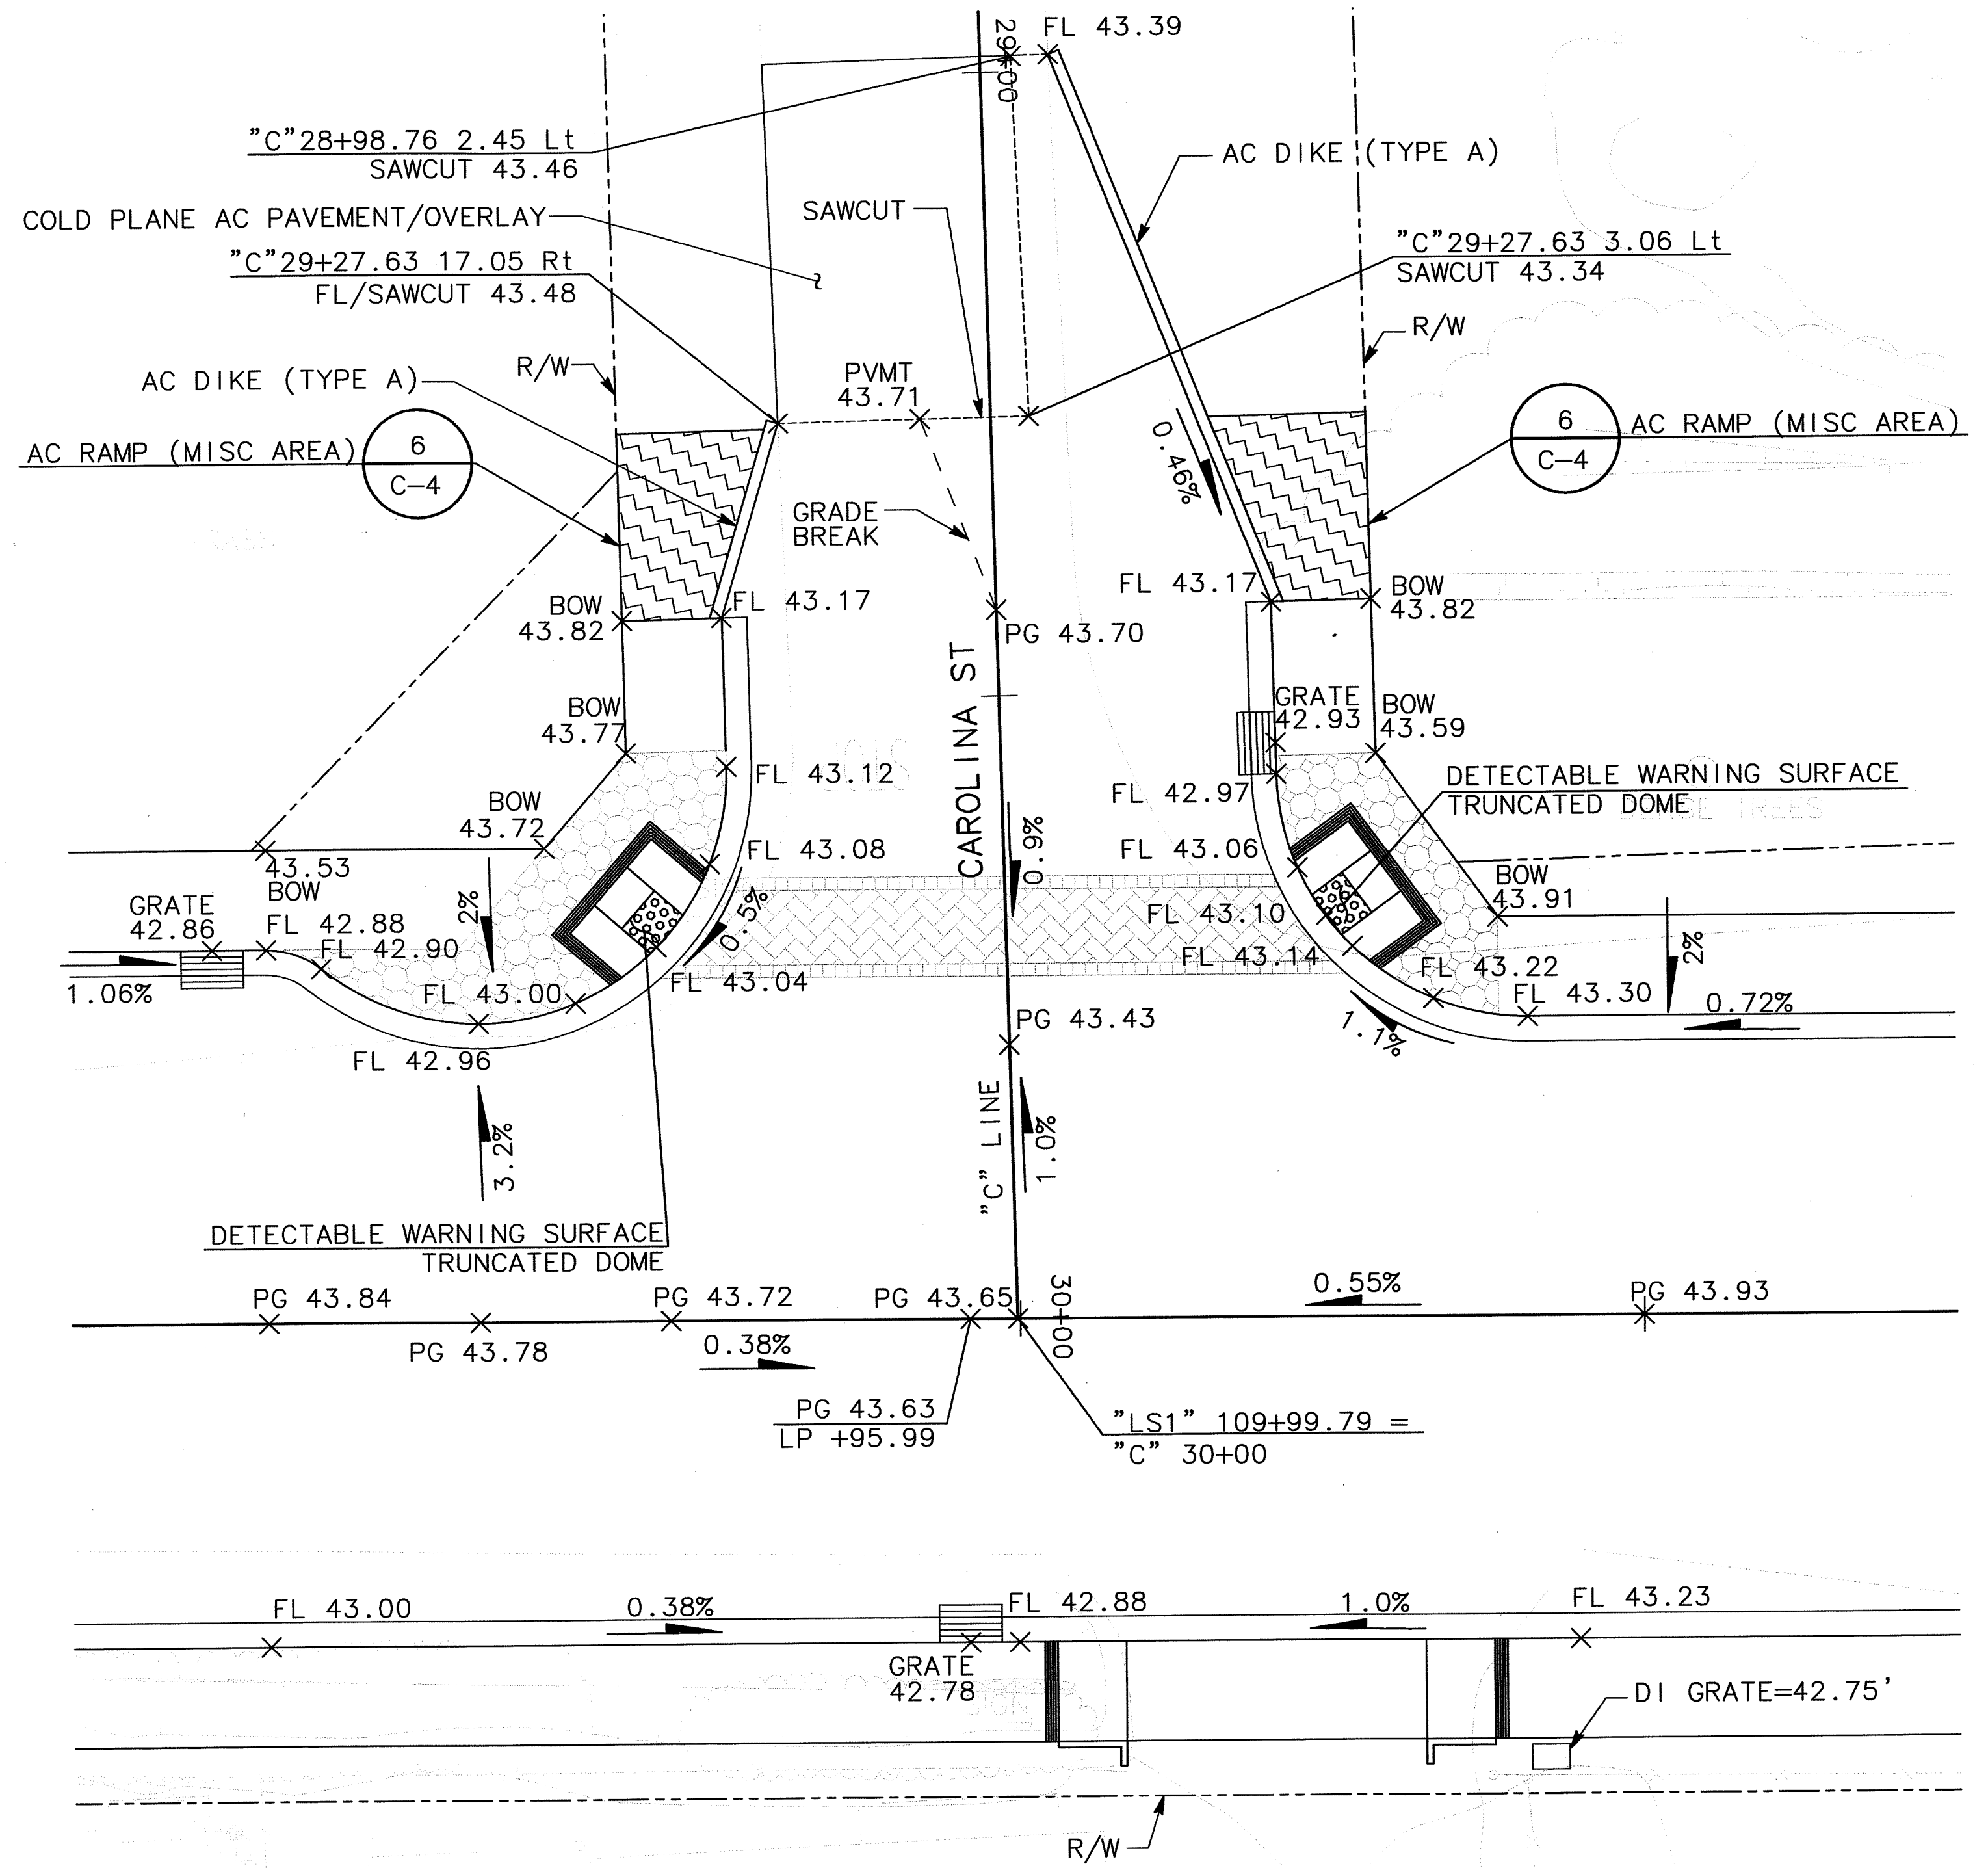 FL 43.39
29+00
"C"28+98.76 2.45 Lt
SAWCUT 43.46
AC DIKE (TYPE A)
COLD PLANE AC PAVEMENT/OVERLAY
SAWCUT
"C"29+27.63 3.06 Lt
SAWCUT 43.34
"C"29+27.63 17.05 Rt
FL/SAWCUT 43.48
R/W
R/W
AC DIKE (TYPE A)
PVMT
43.71
6
C-4
AC RAMP (MISC AREA)
6
C-4
AC RAMP (MISC AREA)
0.46%
GRADE
BREAK
BOW
43.82
FL 43.17
FL 43.17
BOW
43.82
PG 43.70
CAROLINA ST
BOW
43.77
GRATE
42.93
BOW
43.59
STOP
FL 43.12
FL 42.97
DETECTABLE WARNING SURFACE
TRUNCATED DOME
TREES
BOW
43.72
FL 43.08
FL 43.06
0.9%
43.53
BOW
2%
BOW
43.91
GRATE
42.86
FL 42.88
FL 42.90
0.5%
FL 43.10
2%
FL 43.14
FL 43.22
1.06%
FL 43.00
FL 43.04
FL 43.30
0.72%
PG 43.43
1.1%
FL 42.96
"C" LINE
3.2%
1.0%
DETECTABLE WARNING SURFACE
TRUNCATED DOME
PG 43.84
PG 43.72
PG 43.65
30+00
0.55%
PG 43.93
PG 43.78
0.38%
PG 43.63
LP +95.99
"LS1" 109+99.79 =
"C" 30+00
FL 43.00
0.38%
FL 42.88
1.0%
FL 43.23
GRATE
42.78
DI GRATE=42.75'
R/W